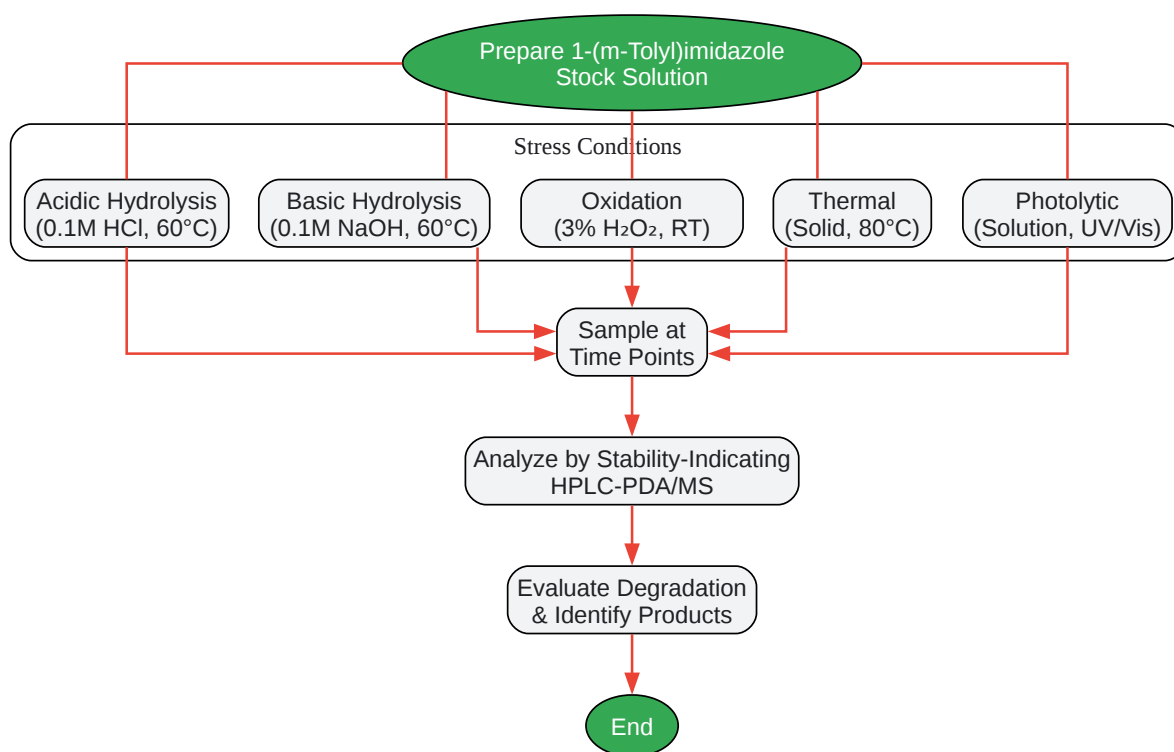 Prepare 1-(m-Tolyl)imidazole
Stock Solution
Stress Conditions
Acidic Hydrolysis
(0.1M HCl, 60°C)
Basic Hydrolysis
(0.1M NaOH, 60°C)
Oxidation
(3% H₂O₂, RT)
Thermal
(Solid, 80°C)
Photolytic
(Solution, UV/Vis)
Sample at
Time Points
Analyze by Stability-Indicating
HPLC-PDA/MS
Evaluate Degradation
& Identify Products
End